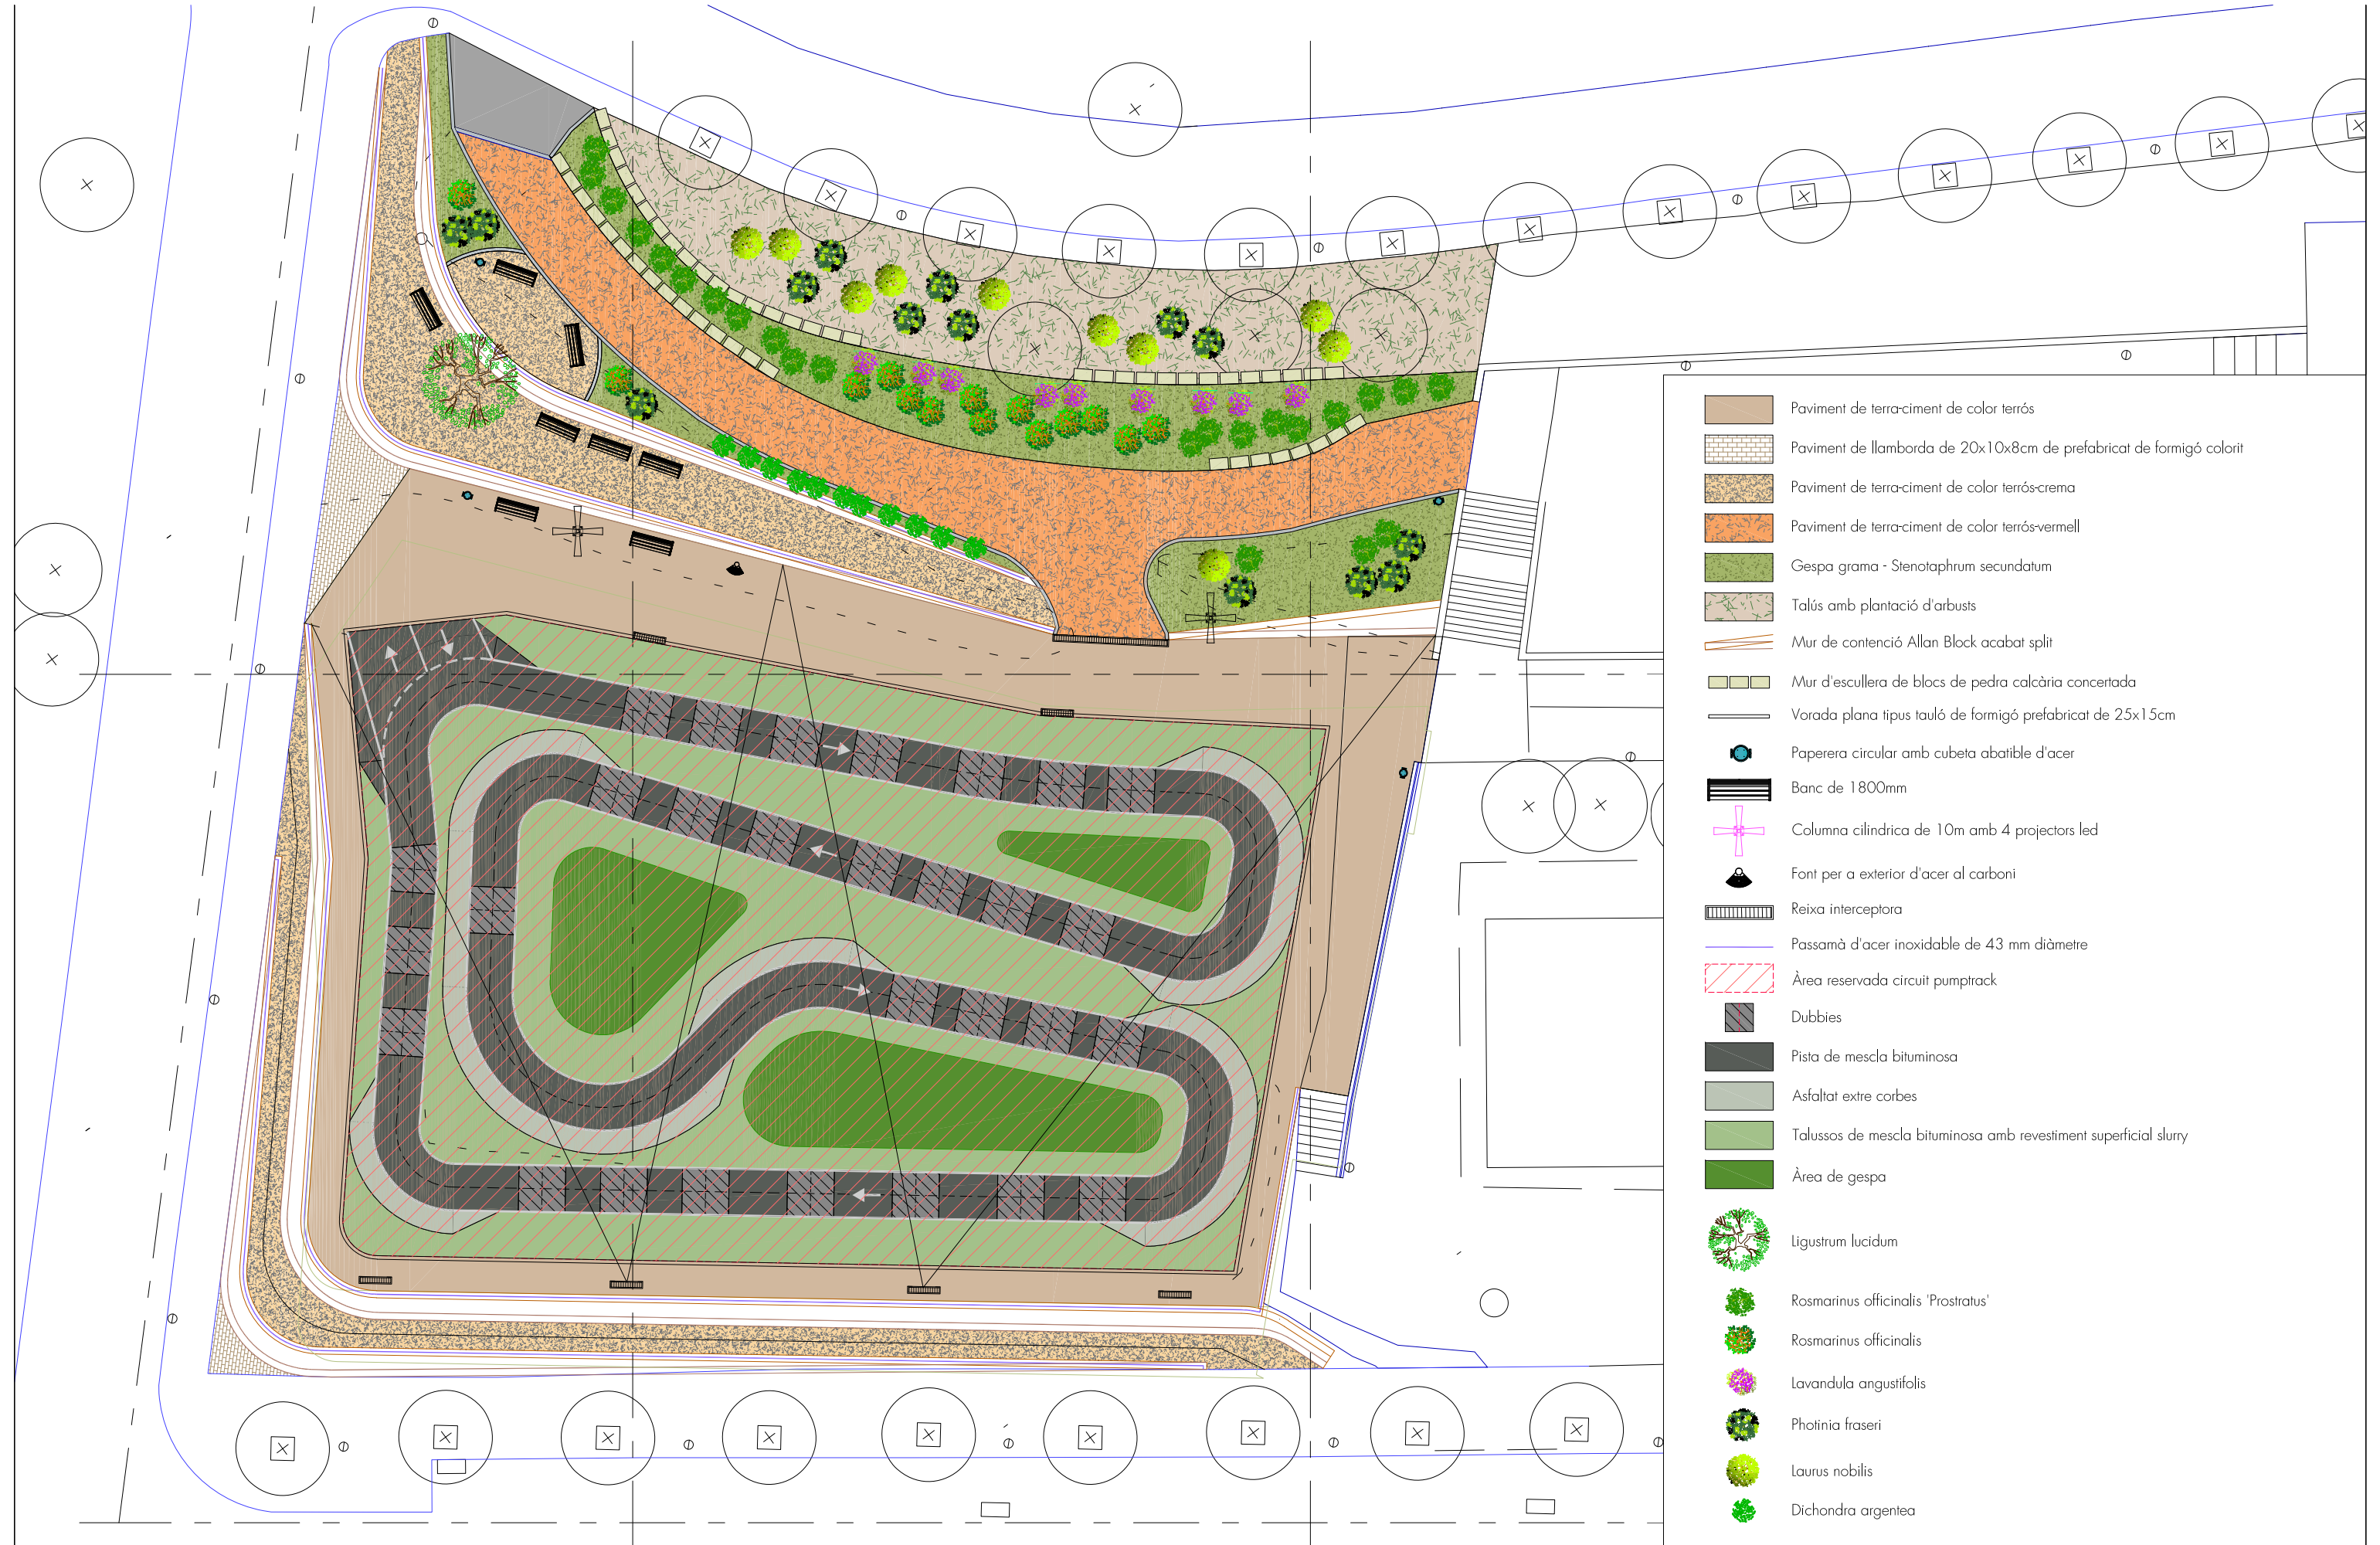 Paviment de terra-ciment de color terrós
Paviment de llamborda de 20x10x8cm de prefabricat de formigó colorit
Paviment de terra-ciment de color terrós-crema
Paviment de terra-ciment de color terrós-vermell
Gespa grama - Stenotaphrum secundatum
Talús amb plantació d'arbusts
Mur de contenció Allan Block acabat split
Mur d'escullera de blocs de pedra calcària concertada
Vorada plana tipus tauló de formigó prefabricat de 25x15cm
Paperera circular amb cubeta abatible d'acer
Banc de 1800mm
Columna cilíndrica de 10m amb 4 projectors led
Font per a exterior d'acer al carboni
Reixa interceptora
Passamà d'acer inoxidable de 43 mm diàmetre
Àrea reservada circuit pumptrack
Dubbies
Pista de mescla bituminosa
Asfaltat extre corbes
Talussos de mescla bituminosa amb revestiment superficial slurry
Àrea de gespa
Ligustrum lucidum
Rosmarinus officinalis 'Prostratus'
Rosmarinus officinalis
Lavandula angustifolis
Photinia fraseri
Laurus nobilis
Dichondra argentea